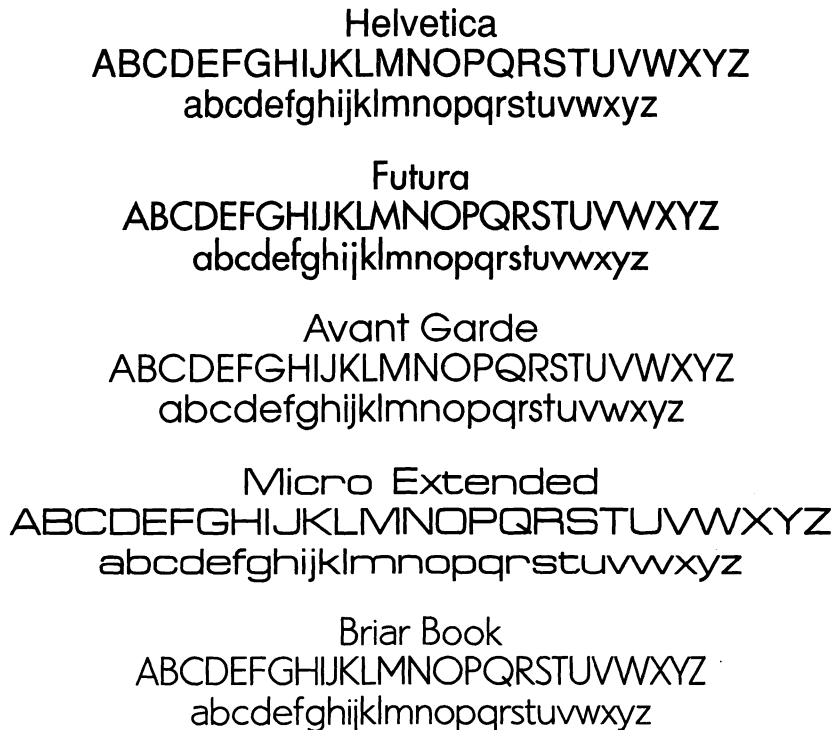 Helvetica
ABCDEFGHIJKLMNOPQRSTUVWXYZ
abcdefghijklmnopqrstuvwxyz
Futura
ABCDEFGHIJKLMNOPQRSTUVWXYZ
abcdefghijklmnopqrstuvwxyz
Avant Garde
ABCDEFGHIJKLMNOPQRSTUVWXYZ
abcdefghijklmnopqrstuvwxyz
Micro Extended
ABCDEFGHIJKLMNOPQRSTUVWXYZ
abcdefghijklmnopqrstuvwxyz
Briar Book
ABCDEFGHIJKLMNOPQRSTUVWXYZ
abcdefghijklmnopqrstuvwxyz